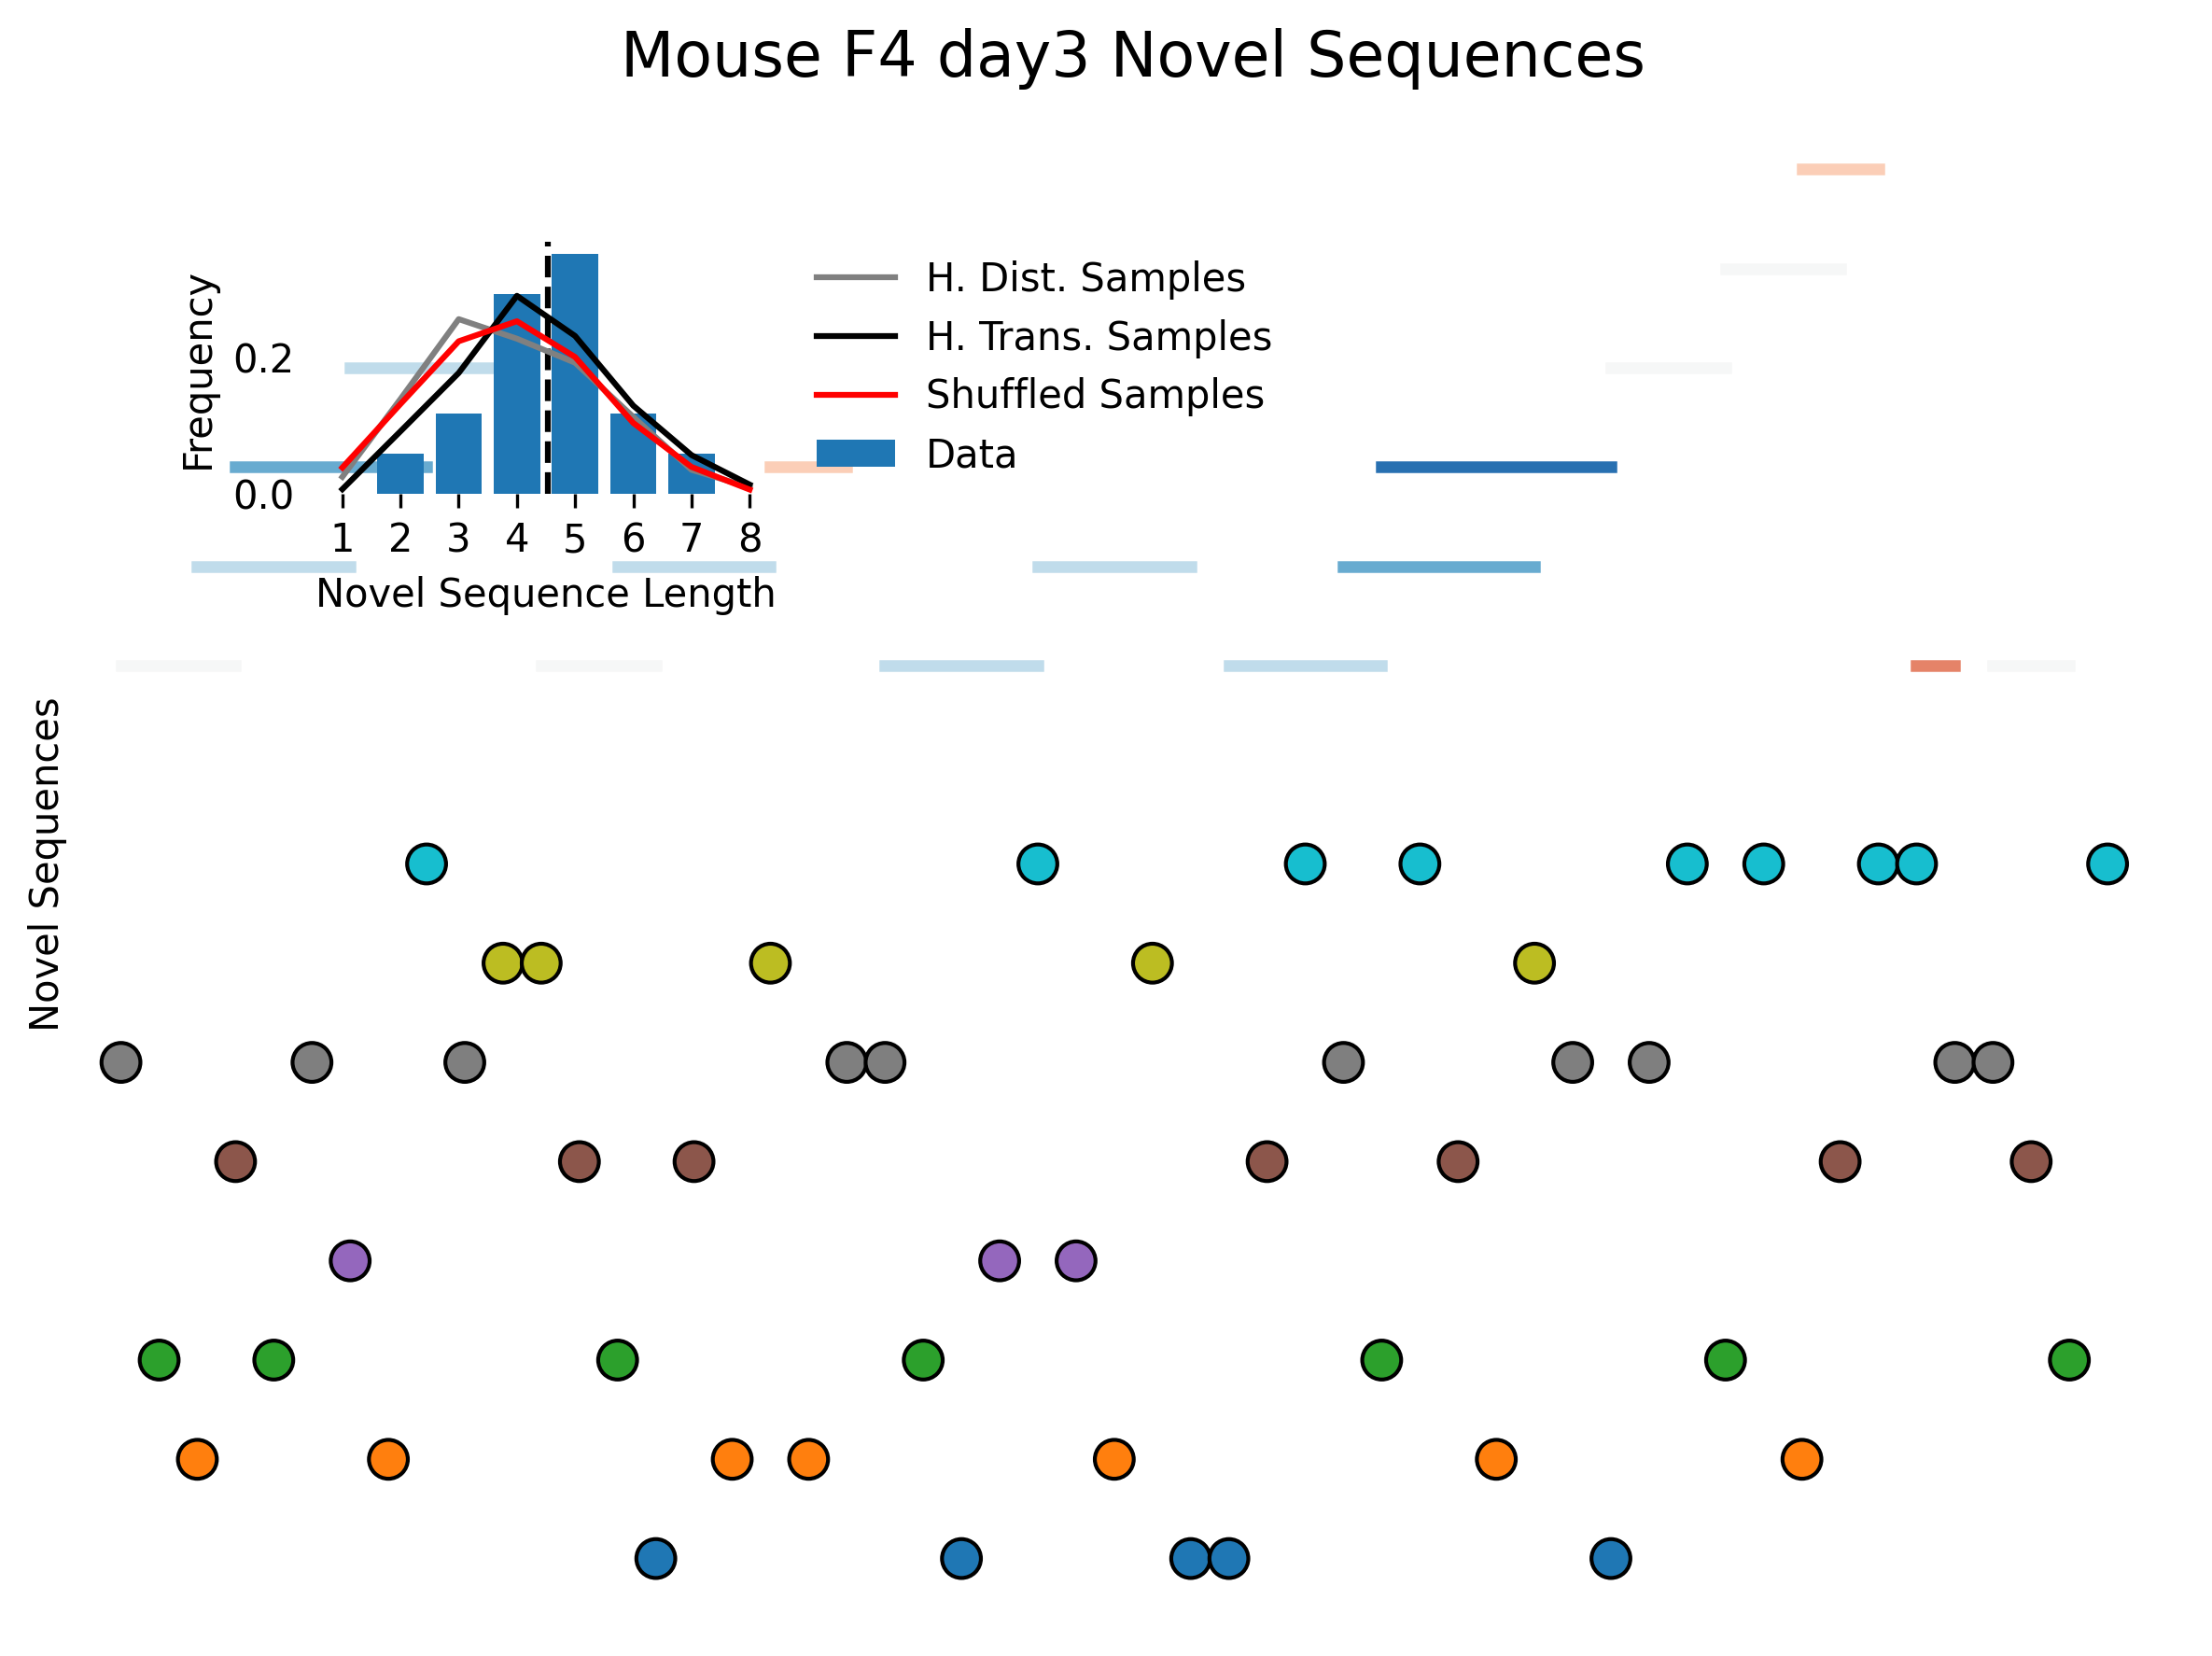 Mouse F4 day3 Novel Sequences
Frequency
0.2
0.0
1 2 3 4 5 6 7 8
Novel Sequence Length
H. Dist. Samples
H. Trans. Samples
Shuffled Samples
Data
Novel Sequences